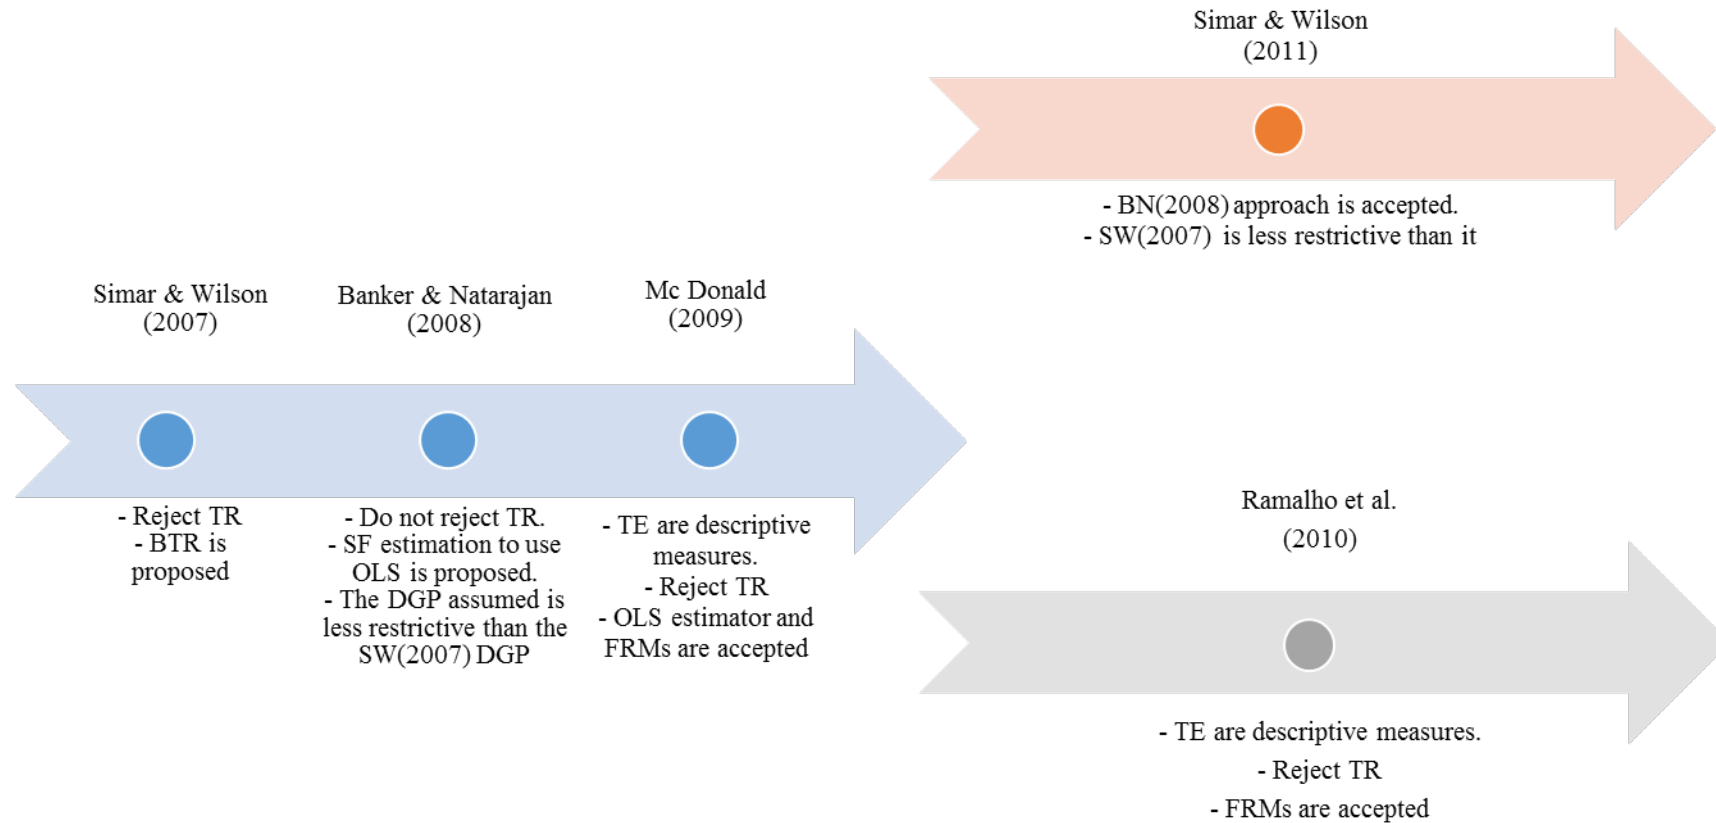 Simar & Wilson
(2011)
- BN(2008) approach is accepted.
- SW(2007) is less restrictive than it
Simar & Wilson
(2007)
- Reject TR
- BTR is
proposed
Banker & Natarajan
(2008)
- Do not reject TR.
- SF estimation to use
OLS is proposed.
- The DGP assumed is
less restrictive than the
SW(2007) DGP
Mc Donald
(2009)
- TE are descriptive
measures.
- Reject TR
- OLS estimator and
FRMs are accepted
Ramalho et al.
(2010)
- TE are descriptive measures.
- Reject TR
- FRMs are accepted